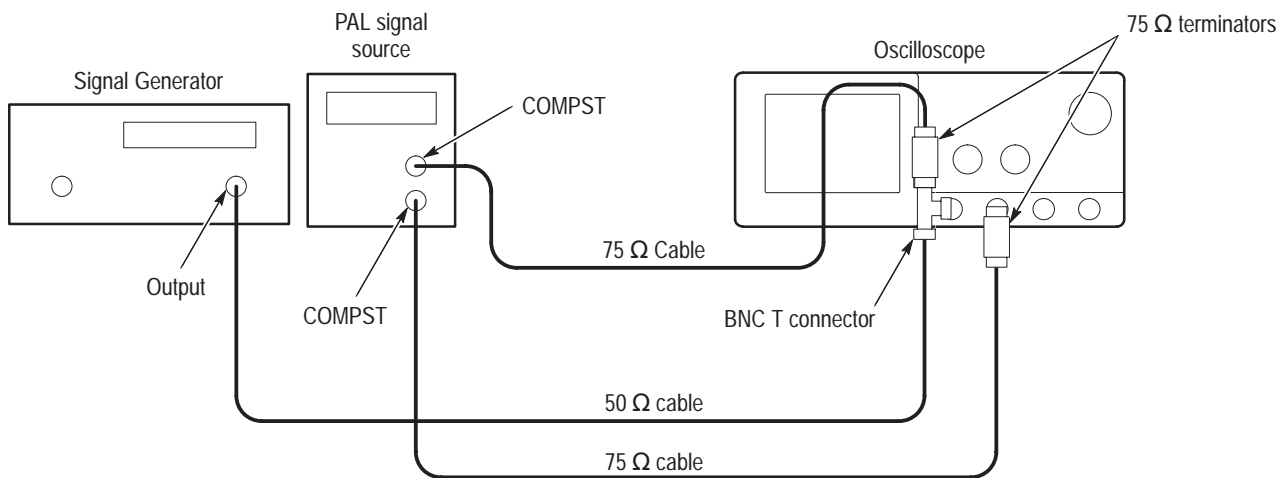 PAL signal
source
Signal Generator
Oscilloscope
75 Ω terminators
COMPST
75 Ω Cable
Output
COMPST
BNC T connector
50 Ω cable
75 Ω cable